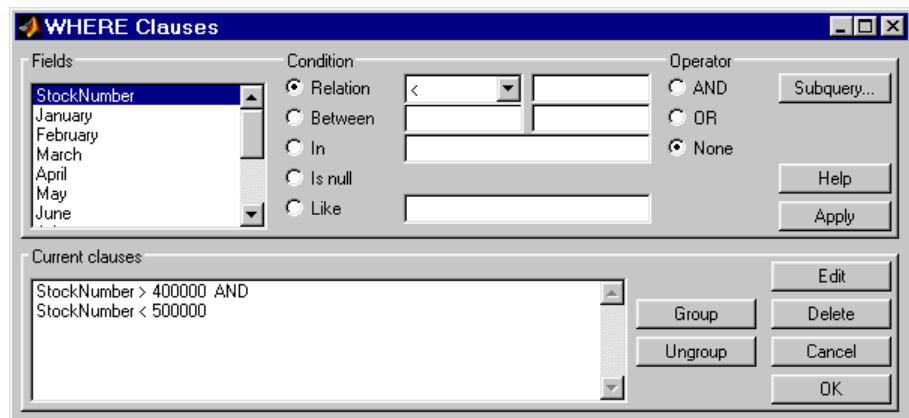 WHERE Clauses
Fields
StockNumber
January
February
March
April
May
June
Condition
Relation <
Between
In
Is null
Like
Operator
AND
OR
None
Subquery...
Help
Apply
Current clauses
StockNumber > 400000 AND
StockNumber < 500000
Group
Ungroup
Edit
Delete
Cancel
OK